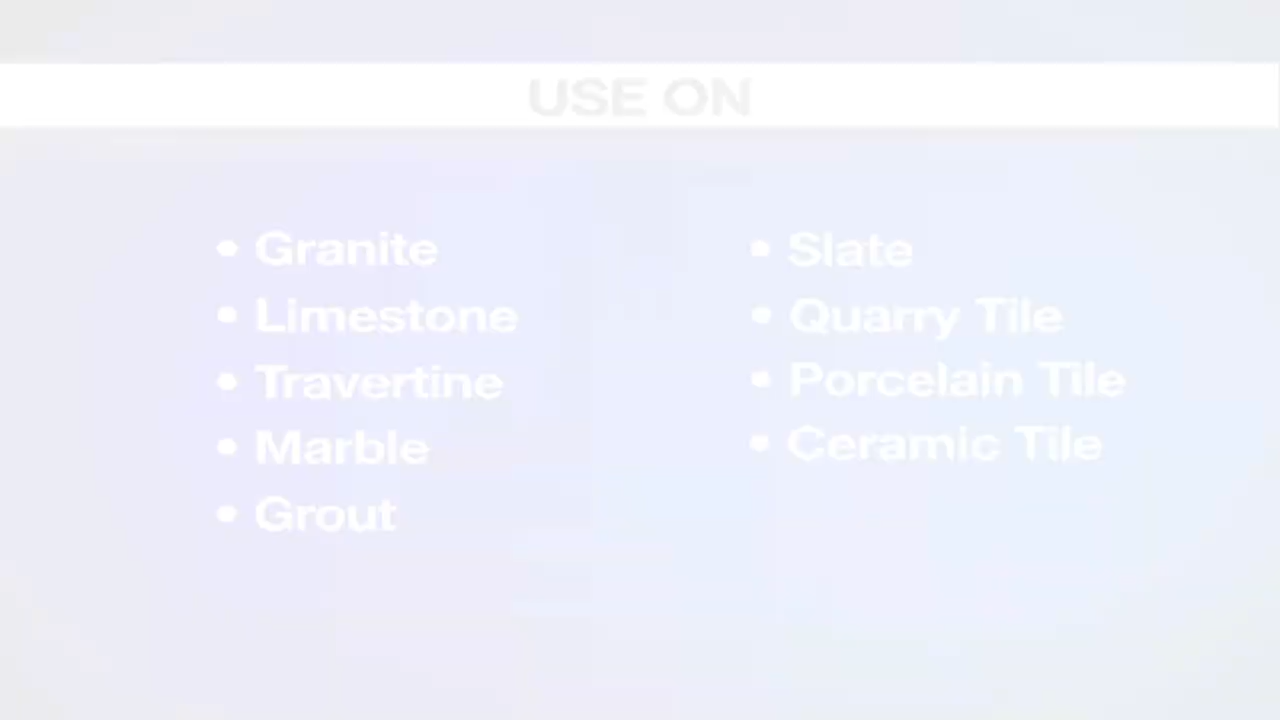 USE ON
• Granite
• Limestone
• Travertine
• Marble
• Grout
• Slate
• Quarry Tile
• Porcelain Tile
• Ceramic Tile